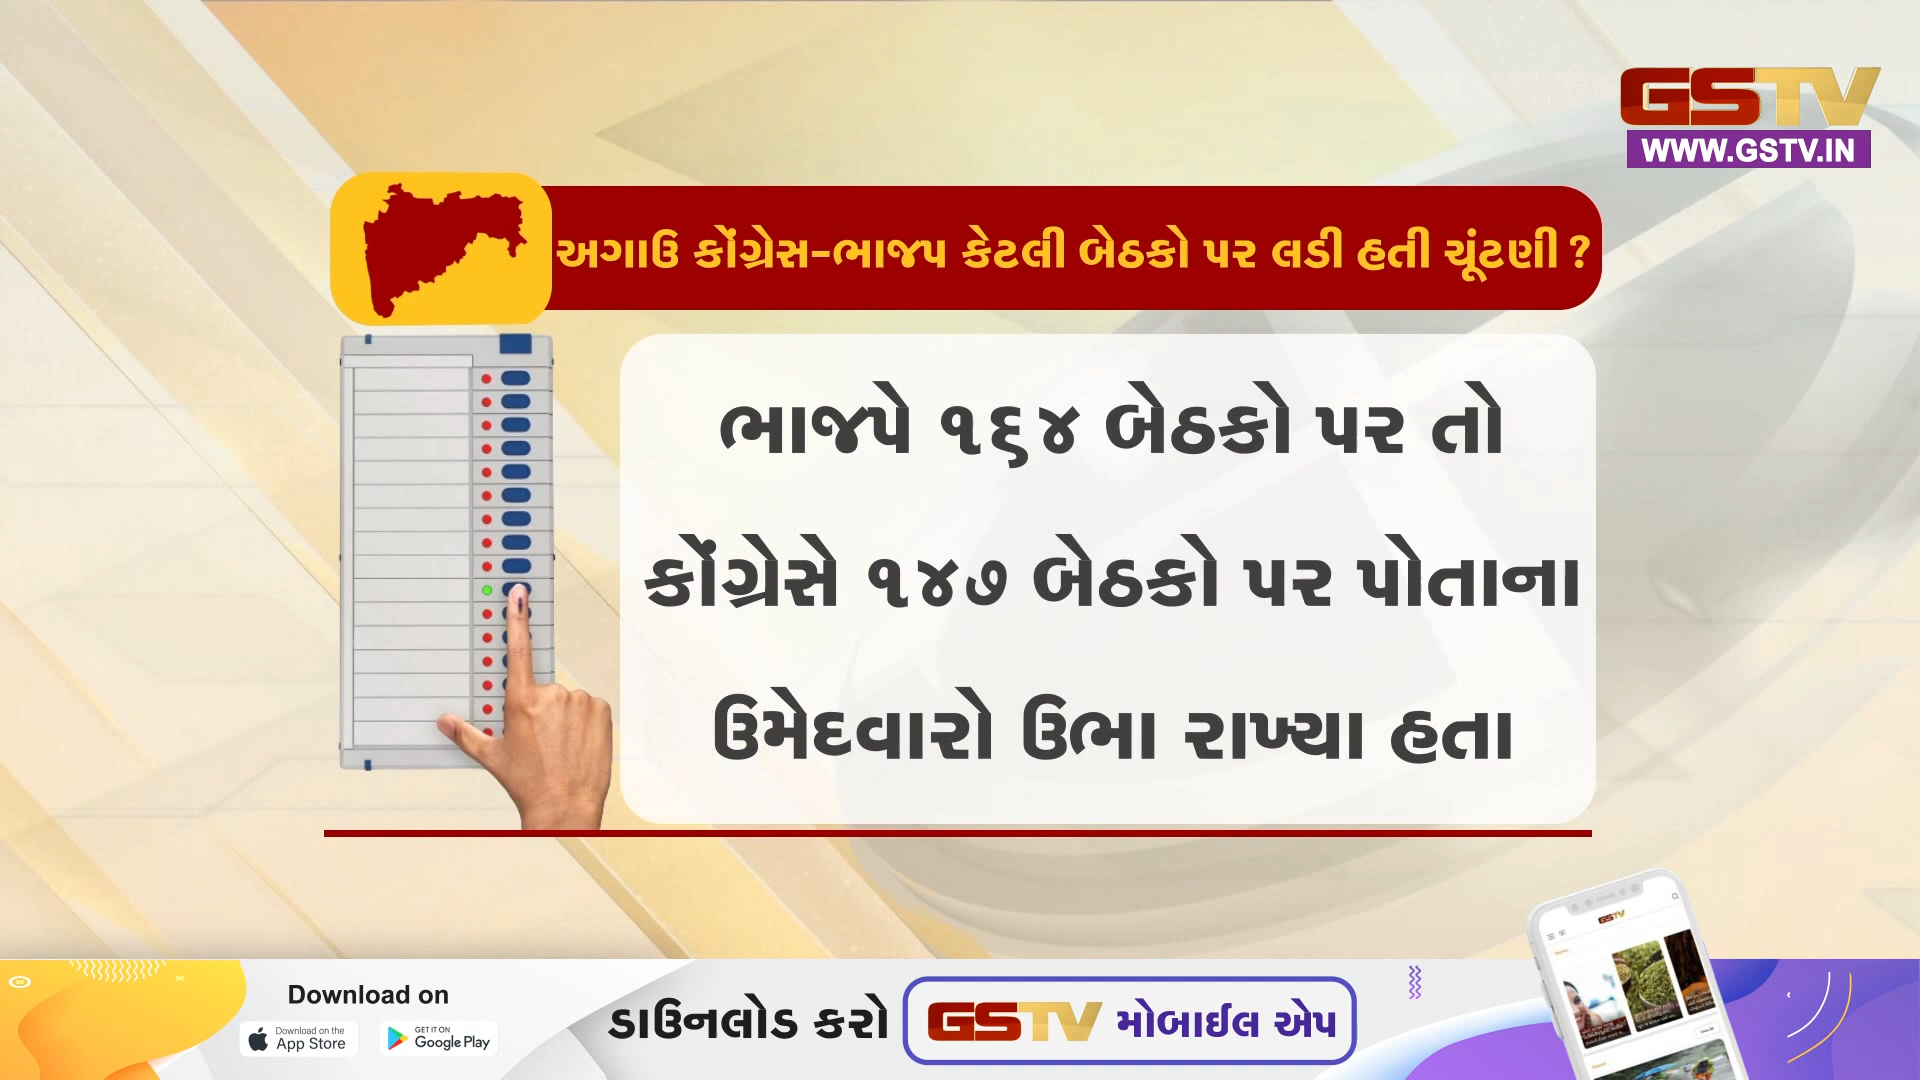 GSTV
WWW.GSTV.IN
અગાઉ કોંગ્રેસ-ભાજપ કેટલી બેઠકો પર લડી હતી ચૂંટણી ?
ભાજપે ૧૬૪ બેઠકો પર તો
કોંગ્રેસે ૧૪૭ બેઠકો પર પોતાના
ઉમેદવારો ઉભા રાખ્યા હતા
Download on
Download on the
App Store
GET IT ON
Google Play
ડાઉનલોડ કરો GSTV મોબાઈલ એપ
GSTV